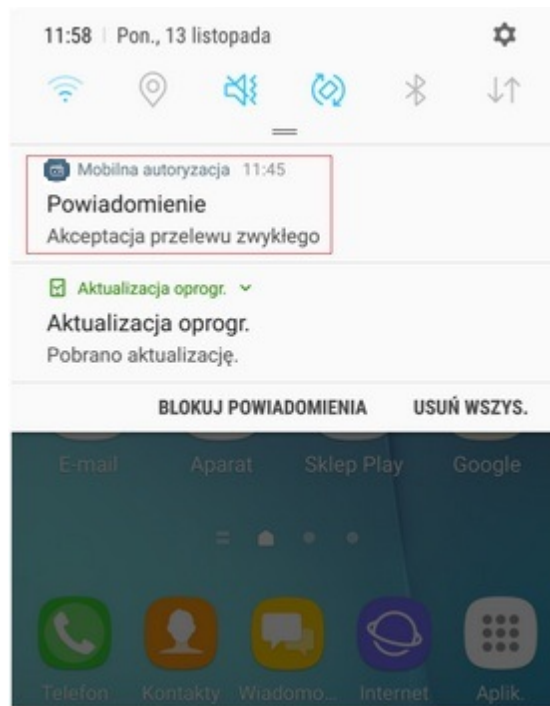 11:58 | Pon., 13 listopada
Mobilna autoryzacja 11:45
Powiadomienie
Akceptacja przelewu zwykłego
Aktualizacja oprogr.
Aktualizacja oprogr.
Pobrano aktualizację.
BLOKUJ POWIADOMIENIA USUŃ WSZYS.
E-mail Aparat Sklep Play Google
Telefon Kontakty Wiadomo... Internet Aplik.